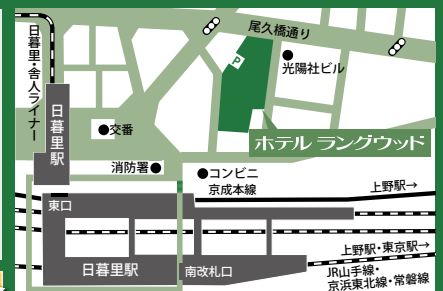 尾久橋通り
日暮里・舎人ライナー
P
光陽社ビル
日暮里駅
交番
ホテル ラングウッド
消防署
コンビニ
京成本線
上野駅→
東口
上野駅・東京駅→
日暮里駅
南改札口
JR山手線・
京浜東北線・常磐線